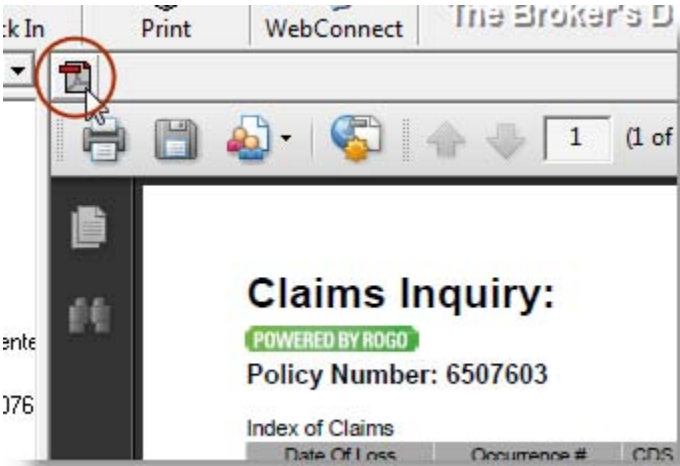 ck In
Print
WebConnect
The Broker's D
1
(1 of
Claims Inquiry:
POWERED BY ROGO
Policy Number: 6507603
ente
076
Index of Claims
Date Of Loss
Occurrence #
CDS